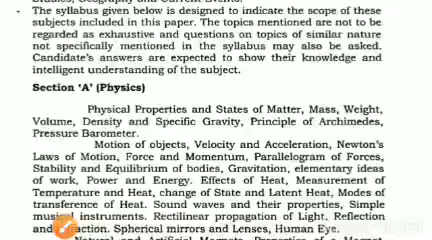 - The syllabus given below is designed to indicate the scope of these
subjects included in this paper. The topics mentioned are not to be
regarded as exhaustive and questions on topics of similar nature
not specifically mentioned in the syllabus may also be asked.
Candidate's answers are expected to show their knowledge and
intelligent understanding of the subject.
Section 'A' (Physics)
Physical Properties and States of Matter, Mass, Weight,
Volume, Density and Specific Gravity, Principle of Archimedes,
Pressure Barometer.
Motion of objects, Velocity and Acceleration, Newton's
Laws of Motion, Force and Momentum, Parallelogram of Forces,
Stability and Equilibrium of bodies, Gravitation, elementary ideas
of work, Power and Energy. Effects of Heat, Measurement of
Temperature and Heat, change of State and Latent Heat, Modes of
transference of Heat. Sound waves and their properties, Simple
instruments. Rectilinear propagation of Light, Reflection
and Spherical mirrors and Lenses, Human Eye.
Natural and Artificial Magnets, Properties of a Magnet